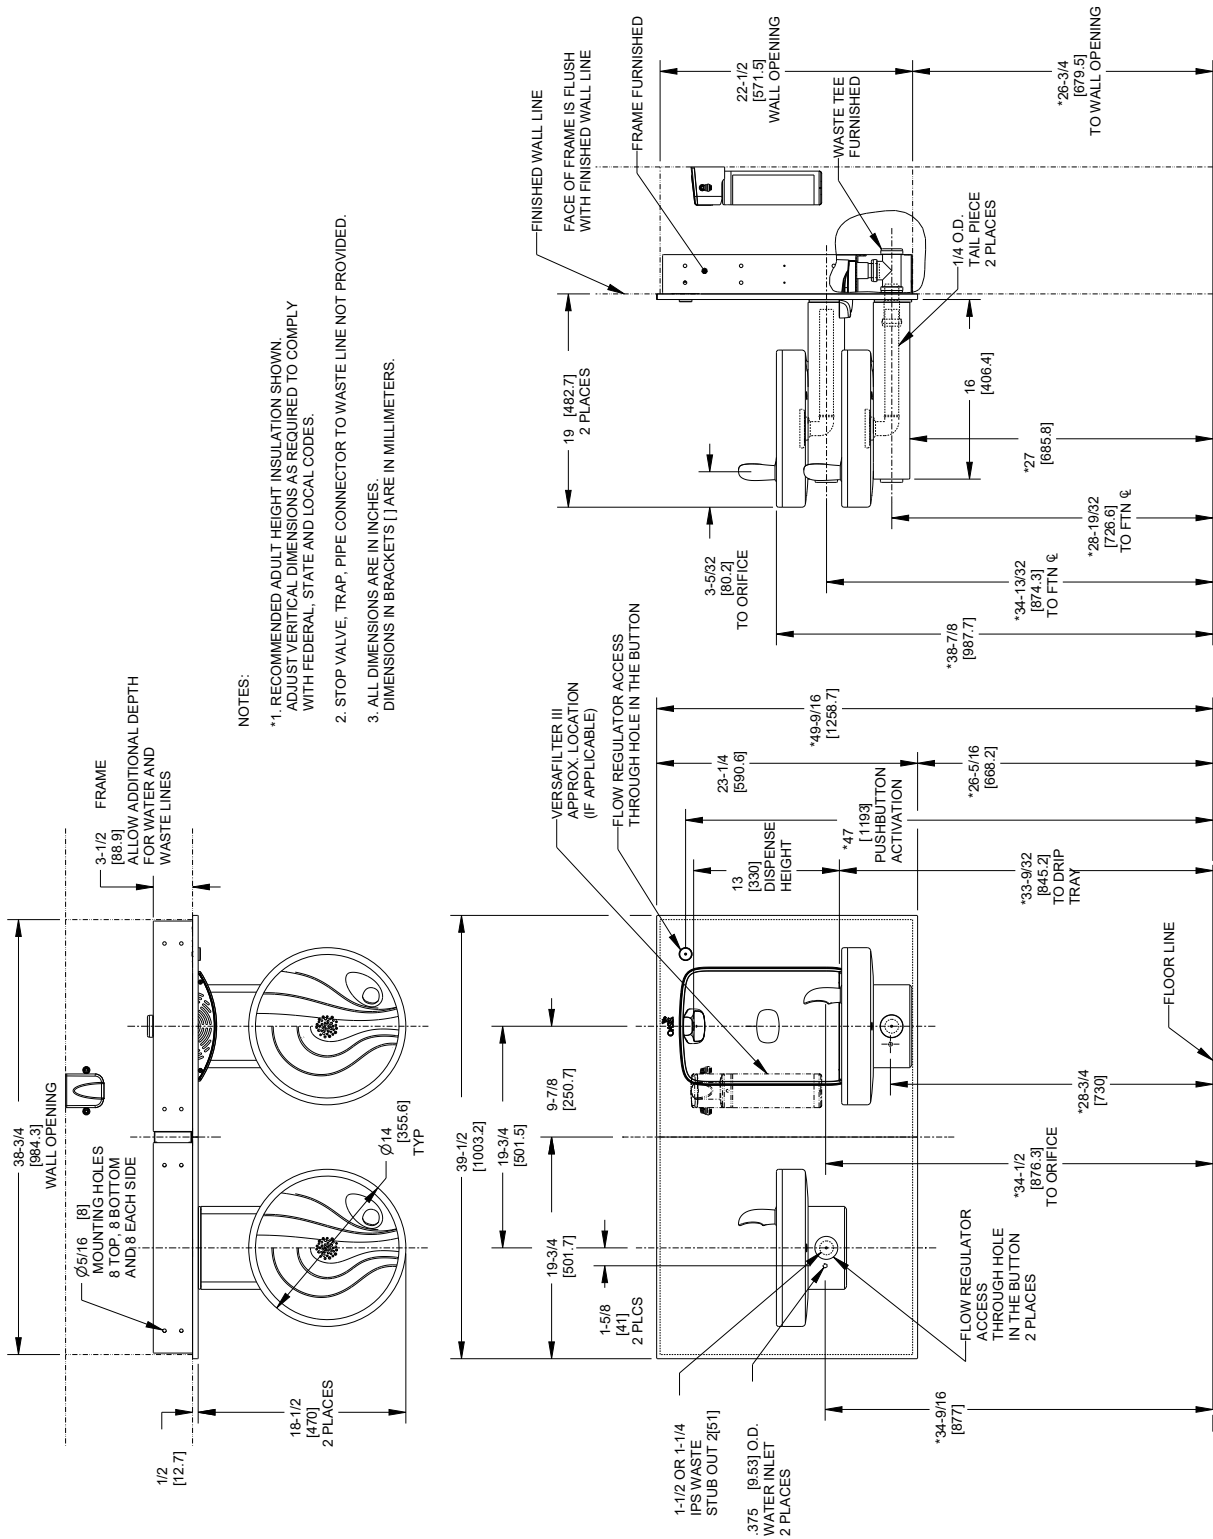 38-3/4
[984.3]
WALL OPENING
3-1/2 FRAME
[88.9]
ALLOW ADDITIONAL DEPTH
FOR WATER AND
WASTE LINES
Ø5/16 [8]
MOUNTING HOLES
8 TOP, 8 BOTTOM
AND 8 EACH SIDE
1/2
[12.7]
18-1/2
[470]
2 PLACES
Ø14
[355.6]
TYP
NOTES:
*1. RECOMMENDED ADULT HEIGHT INSULATION SHOWN.
ADJUST VERITICAL DIMENSIONS AS REQUIRED TO COMPLY
WITH FEDERAL, STATE AND LOCAL CODES.
2. STOP VALVE, TRAP, PIPE CONNECTOR TO WASTE LINE NOT PROVIDED.
3. ALL DIMENSIONS ARE IN INCHES.
DIMENSIONS IN BRACKETS [ ] ARE IN MILLIMETERS.
39-1/2
[1003.2]
19-3/4
[501.5]
9-7/8
[250.7]
19-3/4
[501.7]
1-5/8
[41]
2 PLCS
1-1/2 OR 1-1/4
IPS WASTE
STUB OUT 2[51]
.375 [9.53] O.D.
WATER INLET
2 PLACES
VERSAFILTER III
APPROX. LOCATION
(IF APPLICABLE)
FLOW REGULATOR ACCESS
THROUGH HOLE IN THE BUTTON
OASIS
23-1/4
[590.6]
*49-9/16
[1258.7]
*26-5/16
[668.2]
*47
[1193]
PUSHBUTTON
ACTIVATION
13
[330]
DISPENSE
HEIGHT
*33-9/32
[845.2]
TO DRIP
TRAY
*28-3/4
[730]
*34-1/2
[876.3]
TO ORIFICE
FLOW REGULATOR
ACCESS
THROUGH HOLE
IN THE BUTTON
2 PLACES
*34-9/16
[877]
FLOOR LINE
FINISHED WALL LINE
FACE OF FRAME IS FLUSH
WITH FINISHED WALL LINE
FRAME FURNISHED
22-1/2
[571.5]
WALL OPENING
*26-3/4
[679.5]
TO WALL OPENING
WASTE TEE
FURNISHED
1/4 O.D.
TAIL PIECE
2 PLACES
19 [482.7]
2 PLACES
16
[406.4]
3-5/32
[80.2]
TO ORIFICE
*27
[685.8]
*28-19/32
[726.6]
TO FTN ℄
*34-13/32
[874.3]
TO FTN ℄
*38-7/8
[987.7]